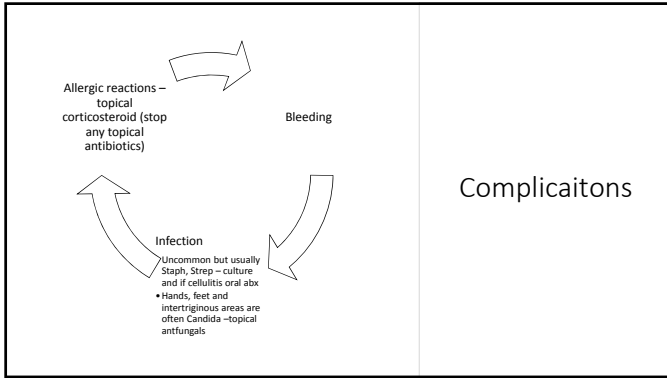 Allergic reactions –
topical
corticosteroid (stop
any topical
antibiotics)
Bleeding
Infection
Uncommon but usually
Staph, Strep – culture
and if cellulitis oral abx
• Hands, feet and
intertriginous areas are
often Candida –topical
antfungals
Complicaitons